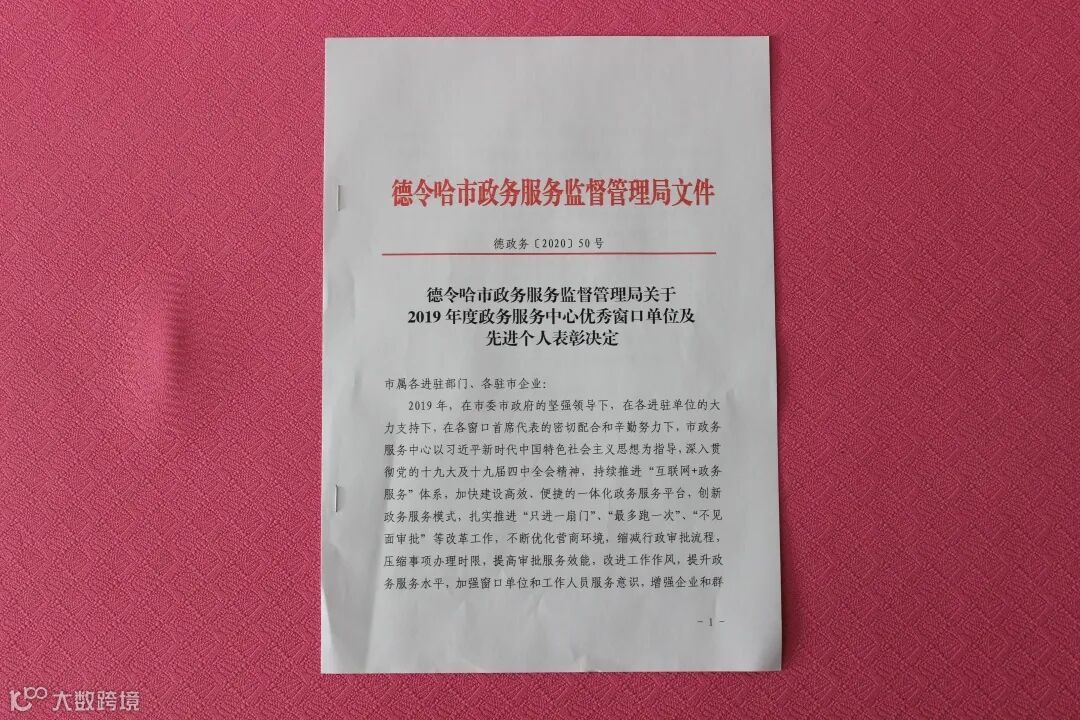 德令哈市政务服务监督管理局文件
德政务〔2020〕50号
德令哈市政务服务监督管理局关于
2019 年度政务服务中心优秀窗口单位及
先进个人表彰决定
市属各进驻部门、各驻市企业：
2019 年，在市委市政府的坚强领导下，在各进驻单位的大
力支持下，在各窗口首席代表的密切配合和辛勤努力下，市政务
服务中心以习近平新时代中国特色社会主义思想为指导，深入贯
彻党的十九大及十九届四中全会精神，持续推进“互联网+政务
服务”体系，加快建设高效、便捷的一体化政务服务平台，创新
政务服务模式，扎实推进“只进一扇门”、“最多跑一次”、“不见
面审批”等改革工作，不断优化营商环境，缩减行政审批流程，
压缩事项办理时限，提高审批服务效能，改进工作作风，提升政
务服务水平，加强窗口单位和工作人员服务意识，增强企业和群
- 1 -
大数跨境